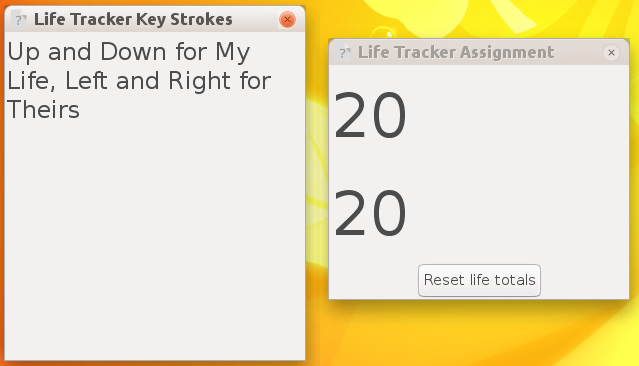 Life Tracker Key Strokes
Up and Down for My
Life, Left and Right for
Theirs
Life Tracker Assignment
20
20
Reset life totals